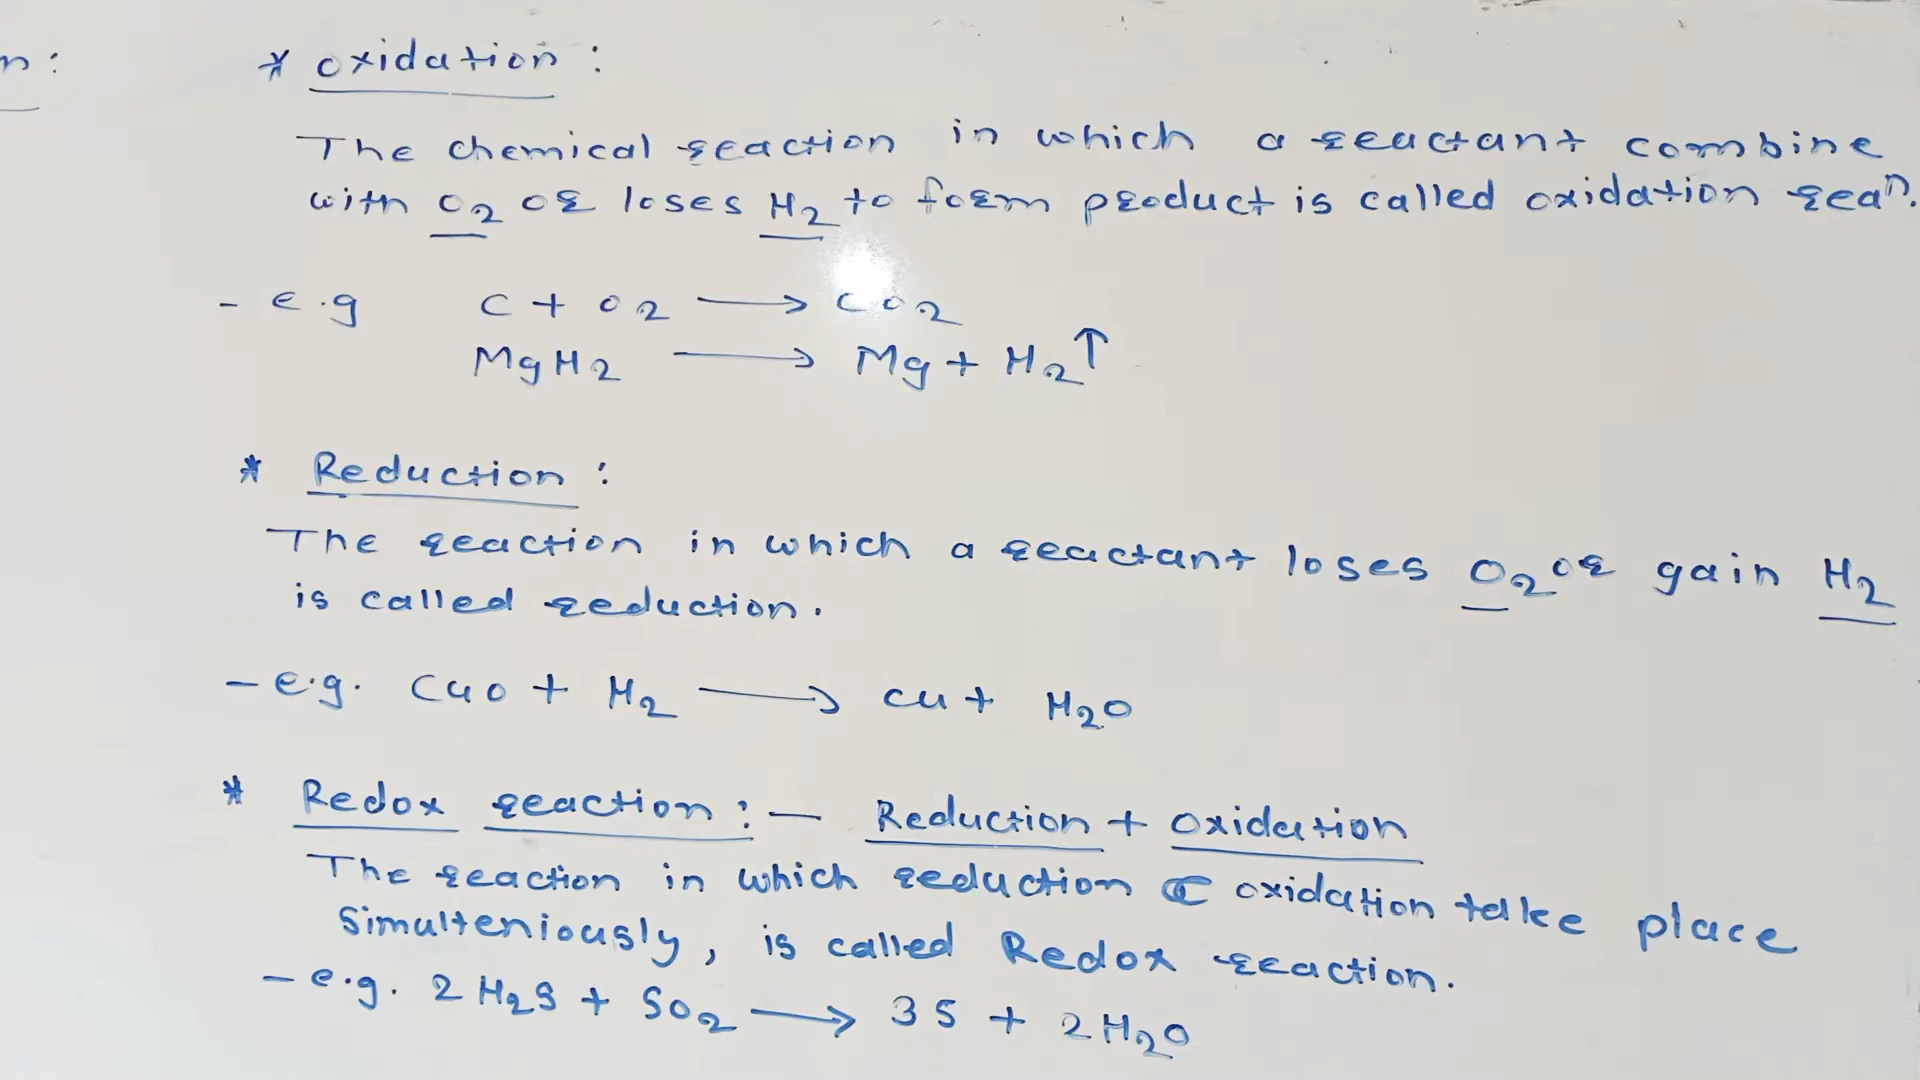 n:
* oxidation :
The chemical reaction in which a reactant combine
with O2 or loses H2 to form product is called oxidation reaⁿ.
- e.g C + O2 ⟶ CO2
MgH2 ⟶ Mg + H2↑
* Reduction :
The reaction in which a reactant loses O2 or gain H2
is called reduction.
- e.g. CuO + H2 ⟶ Cu + H2O
* Redox reaction : — Reduction + Oxidation
The reaction in which reduction & oxidation take place
simulteniously, is called Redox reaction.
- e.g. 2H2S + SO2 ⟶ 3S + 2H2O